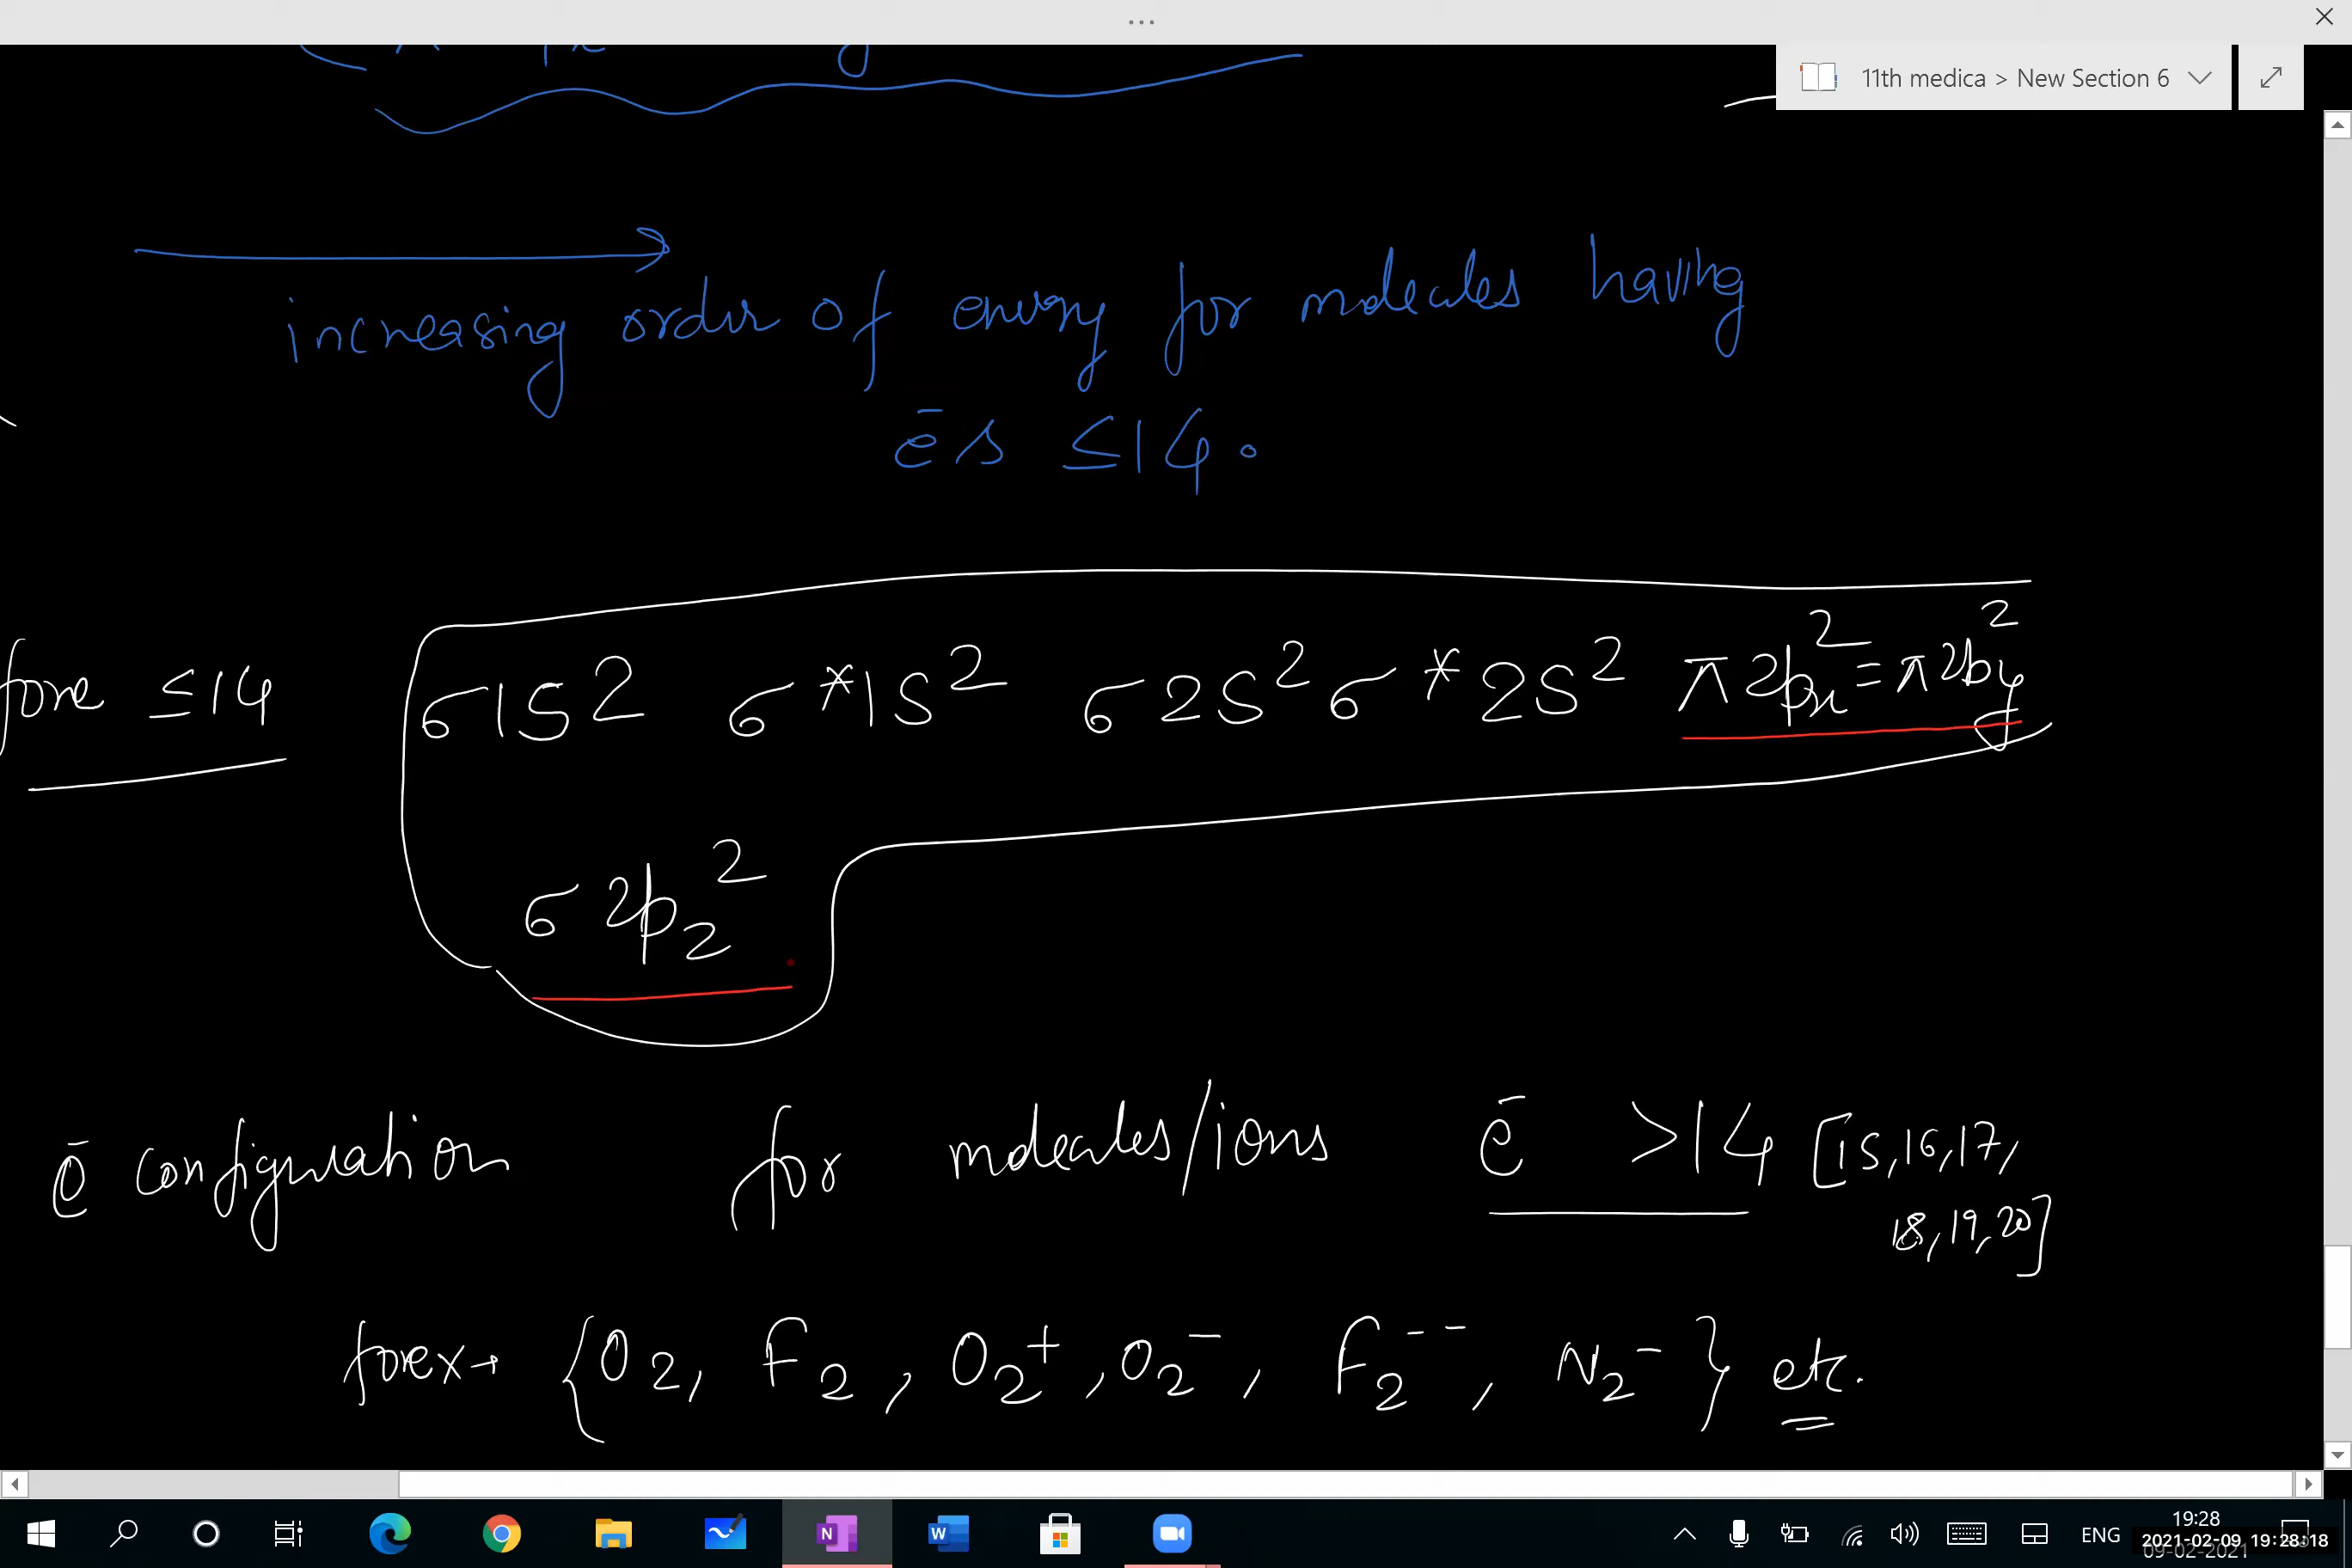 11th medica > New Section 6
increasing order of energy for molecules having
ēs ≤14.
for e ≤14
σ1s² σ*1s² σ2s² σ*2s² π2px² = π2py²
σ2pz²
ē configuration for molecules/ions ē >14 [15,16,17,
18,19,20]
for ex→ {O₂, F₂, O₂⁺, O₂⁻, F₂⁻⁻, N₂⁻} etc.
ENG
19:28
09-02-2021
2021-02-09 19:28:18